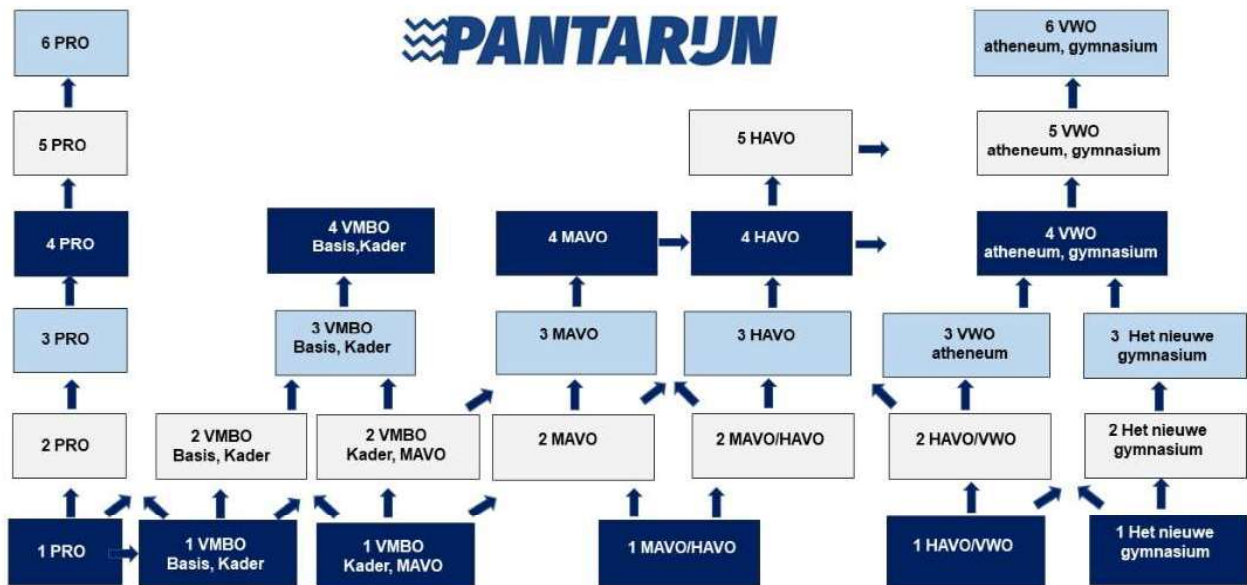 PANTARIJN
6 PRO
6 VWO
atheneum, gymnasium
5 PRO
5 HAVO
5 VWO
atheneum, gymnasium
4 PRO
4 VMBO
Basis,Kader
4 MAVO
4 HAVO
4 VWO
atheneum, gymnasium
3 PRO
3 VMBO
Basis, Kader
3 MAVO
3 HAVO
3 VWO
atheneum
3 Het nieuwe
gymnasium
2 PRO
2 VMBO
Basis, Kader
2 VMBO
Kader, MAVO
2 MAVO
2 MAVO/HAVO
2 HAVO/VWO
2 Het nieuwe
gymnasium
1 PRO
1 VMBO
Basis, Kader
1 VMBO
Kader, MAVO
1 MAVO/HAVO
1 HAVO/VWO
1 Het nieuwe
gymnasium